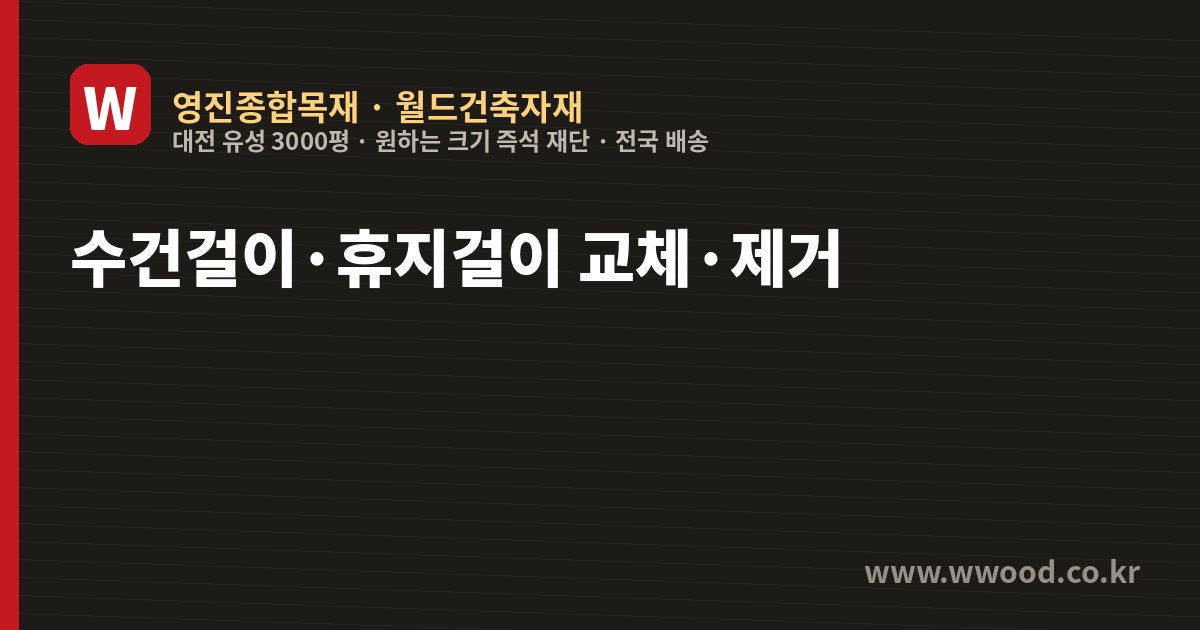 W
영진종합목재 · 월드건축자재
대전 유성 3000평 · 원하는 크기 즉석 재단 · 전국 배송
수건걸이·휴지걸이 교체·제거
www.wwood.co.kr